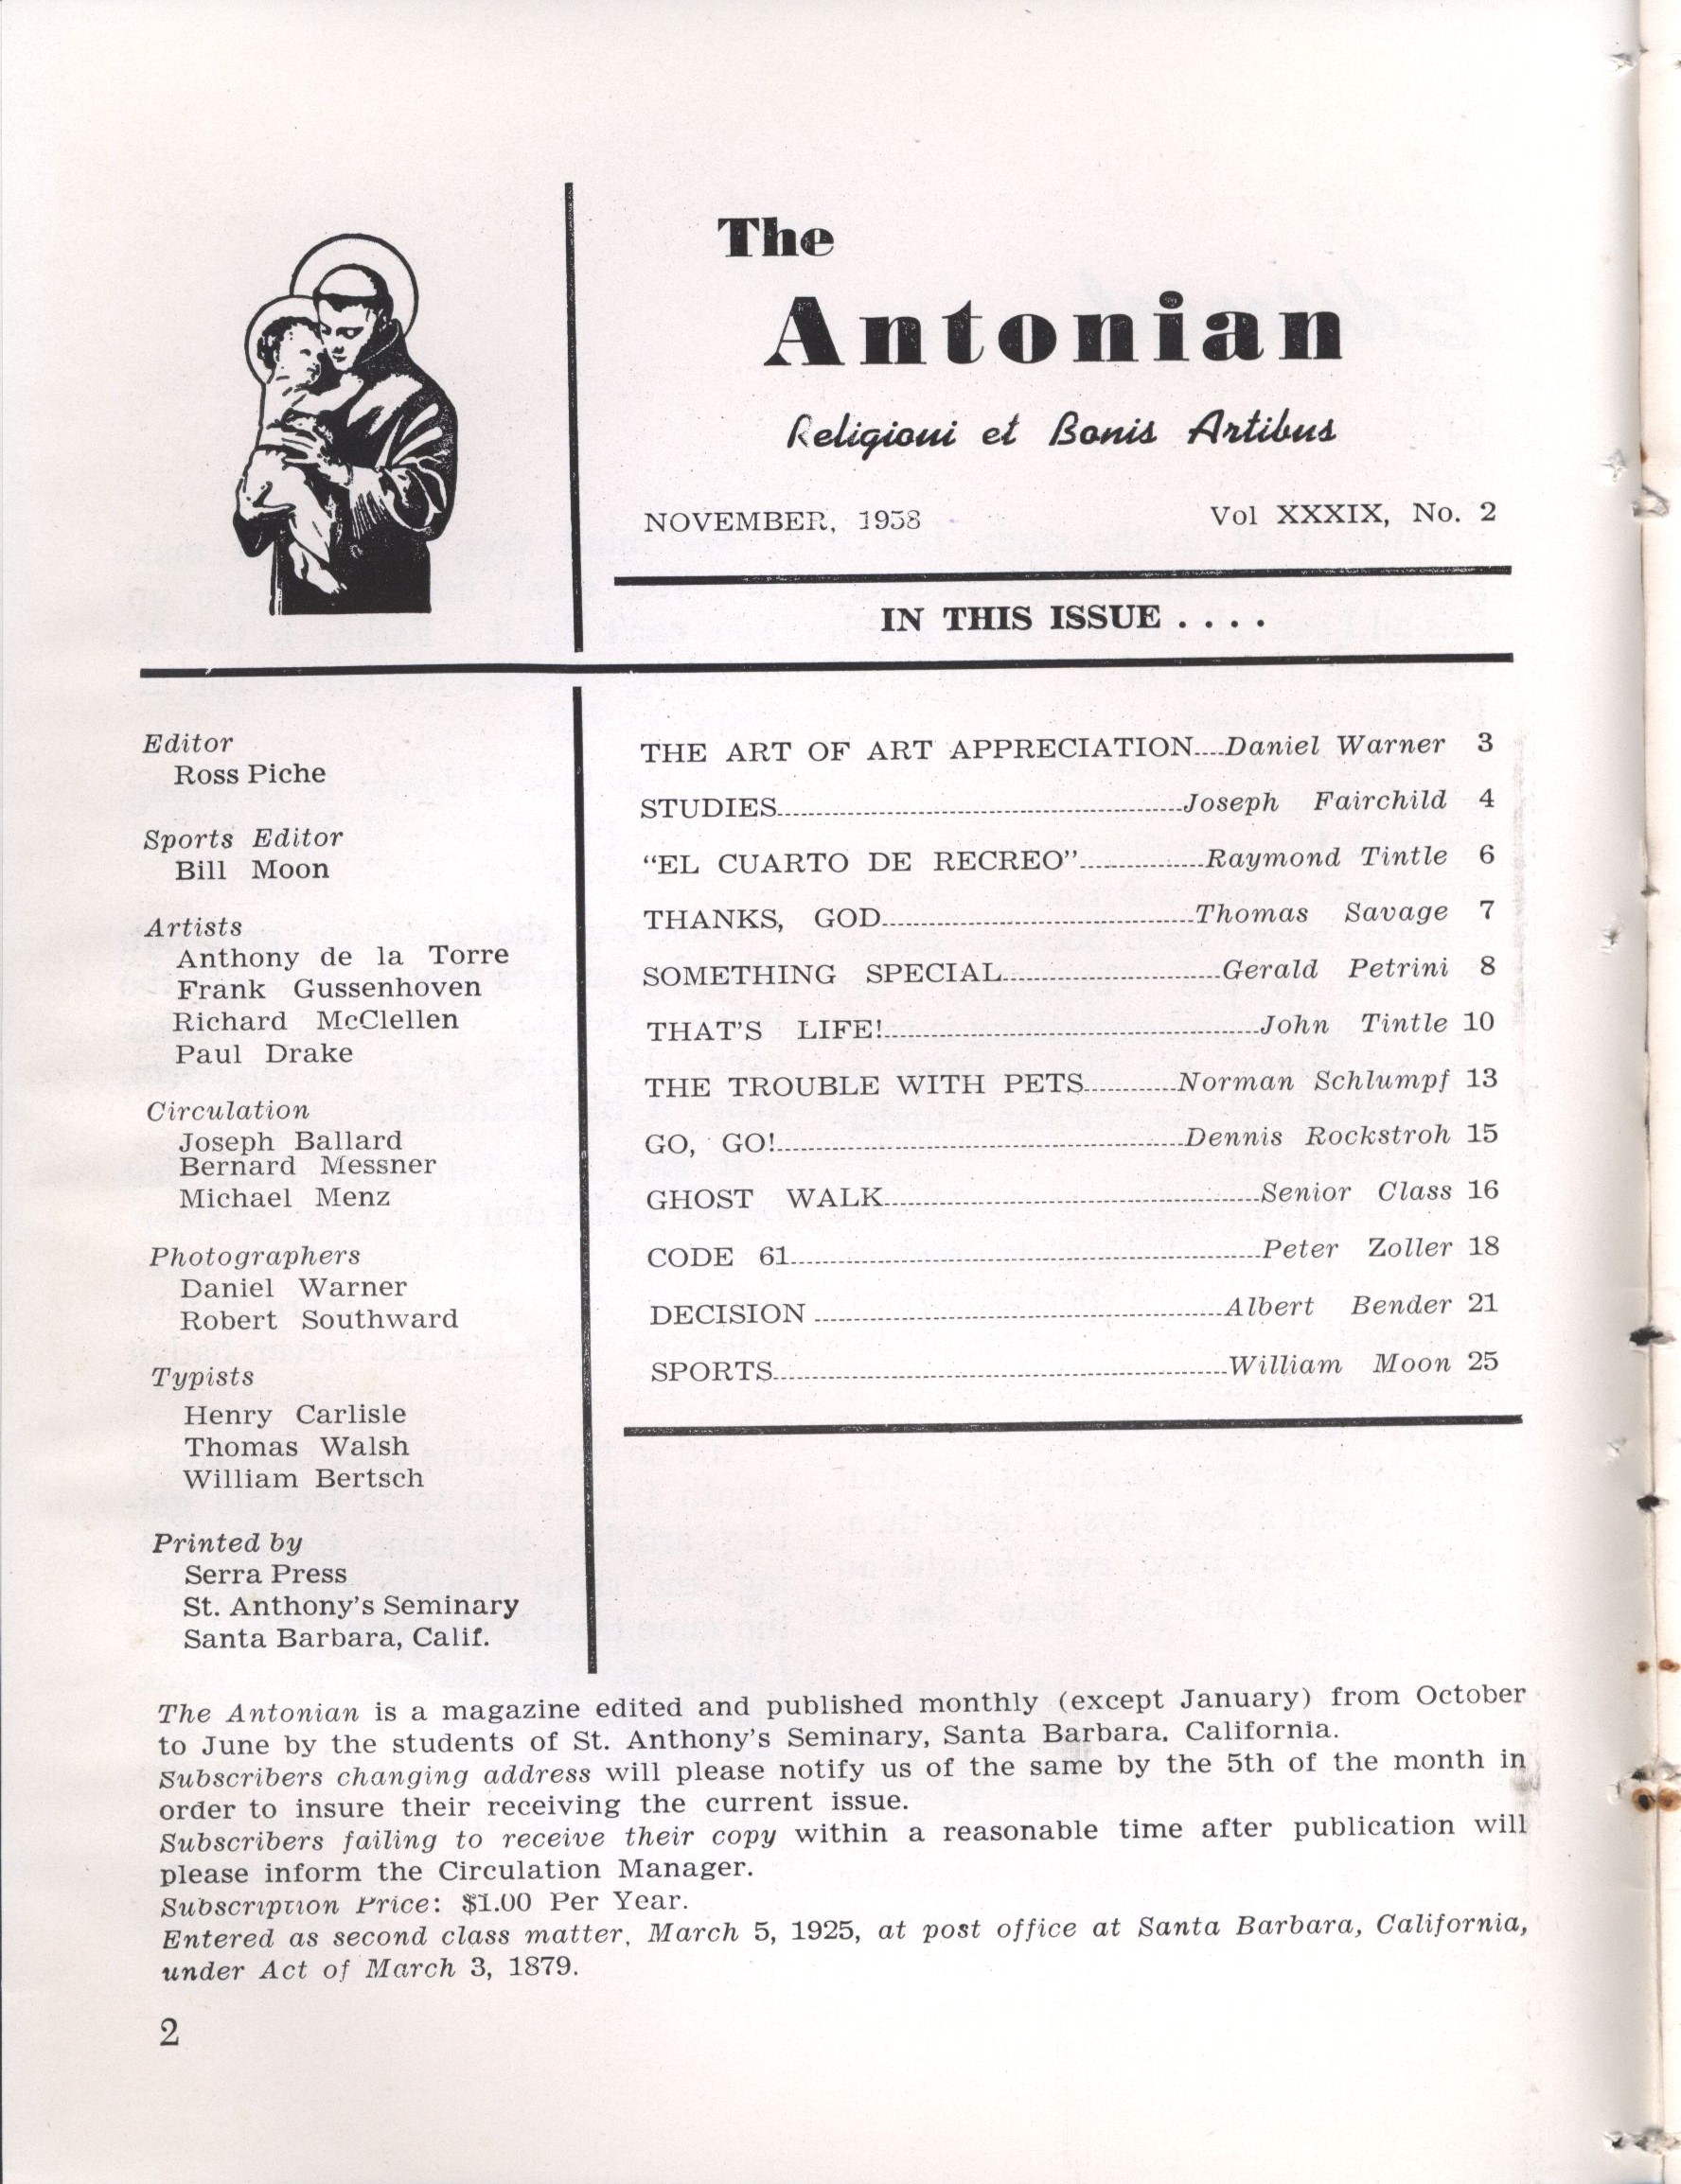 The
Antonian
Religioni et Bonis Artibus
NOVEMBER, 1958
Vol XXXIX, No. 2
IN THIS ISSUE . . . .
Editor
Ross Piche
Sports Editor
Bill Moon
Artists
Anthony de la Torre
Frank Gussenhoven
Richard McClellen
Paul Drake
Circulation
Joseph Ballard
Bernard Messner
Michael Menz
Photographers
Daniel Warner
Robert Southward
Typists
Henry Carlisle
Thomas Walsh
William Bertsch
Printed by
Serra Press
St. Anthony's Seminary
Santa Barbara, Calif.
THE ART OF ART APPRECIATION....Daniel Warner 3
STUDIES....Joseph Fairchild 4
“EL CUARTO DE RECREO”....Raymond Tintle 6
THANKS, GOD....Thomas Savage 7
SOMETHING SPECIAL....Gerald Petrini 8
THAT'S LIFE!....John Tintle 10
THE TROUBLE WITH PETS....Norman Schlumpf 13
GO, GO!....Dennis Rockstroh 15
GHOST WALK....Senior Class 16
CODE 61....Peter Zoller 18
DECISION ....Albert Bender 21
SPORTS....William Moon 25
The Antonian is a magazine edited and published monthly (except January) from October
to June by the students of St. Anthony's Seminary, Santa Barbara, California.
Subscribers changing address will please notify us of the same by the 5th of the month in
order to insure their receiving the current issue.
Subscribers failing to receive their copy within a reasonable time after publication will
please inform the Circulation Manager.
Subscription Price: $1.00 Per Year.
Entered as second class matter, March 5, 1925, at post office at Santa Barbara, California,
under Act of March 3, 1879.
2